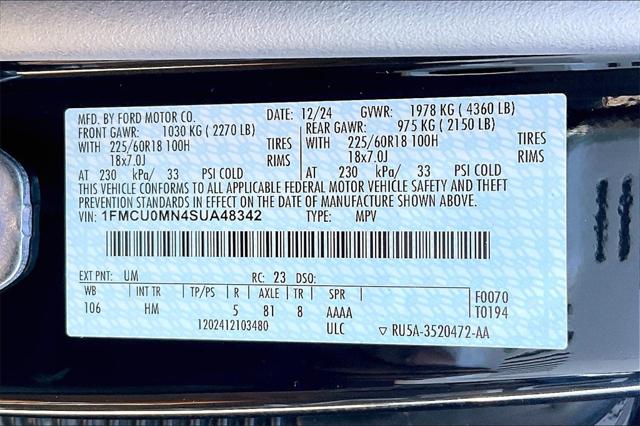 MFD. BY FORD MOTOR CO. DATE: 12/24 GVWR: 1978 KG ( 4360 LB)
FRONT GAWR: 1030 KG ( 2270 LB) REAR GAWR: 975 KG ( 2150 LB)
WITH 225/60R18 100H TIRES WITH 225/60R18 100H TIRES
18x7.0J RIMS 18x7.0J RIMS
AT 230 kPa/ 33 PSI COLD AT 230 kPa/ 33 PSI COLD
THIS VEHICLE CONFORMS TO ALL APPLICABLE FEDERAL MOTOR VEHICLE SAFETY AND THEFT
PREVENTION STANDARDS IN EFFECT ON THE DATE OF MANUFACTURE SHOWN ABOVE.
VIN: 1FMCU0MN4SUA48342 TYPE: MPV
EXT PNT: UM RC: 23 DSO:
WB INT TR TP/PS R AXLE TR SPR F0070
106 HM 5 81 8 AAAA T0194
1202412103480 ULC ▽ RU5A-3520472-AA